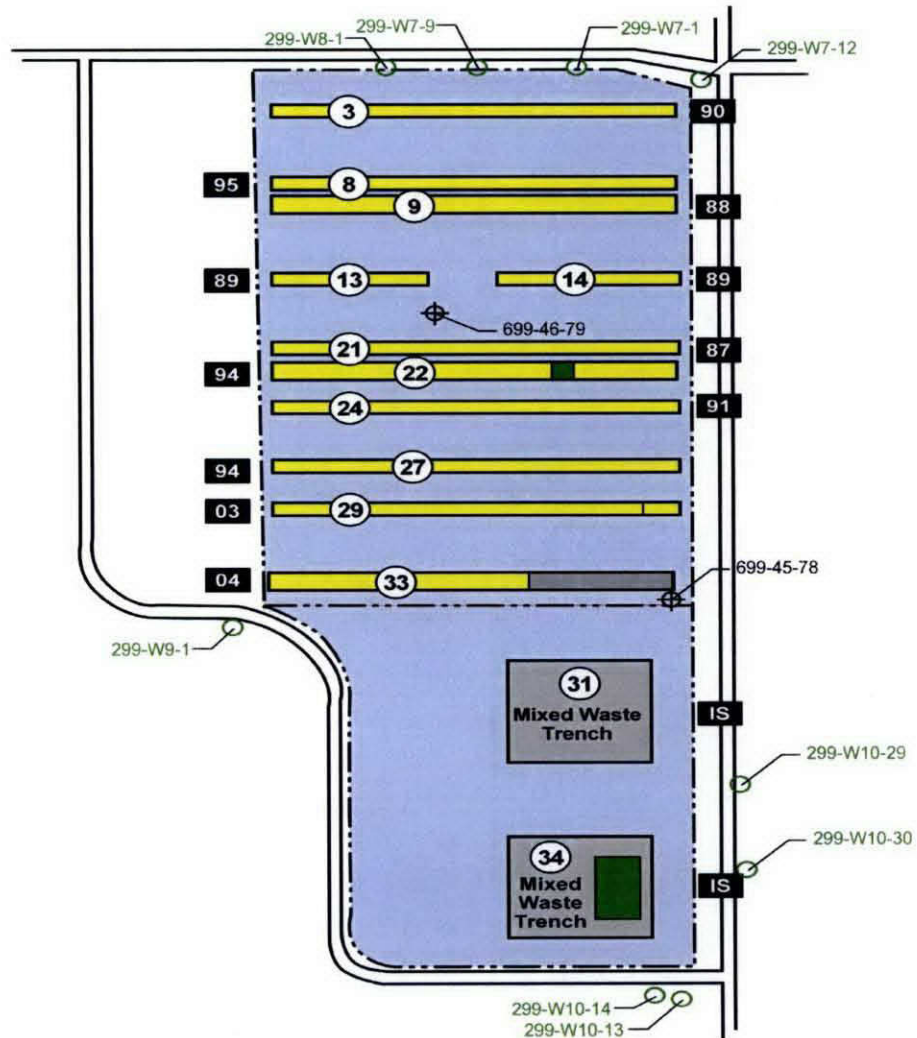 299-W7-9
299-W7-1
299-W8-1
299-W7-12
3
90
95
8
9
88
89
13
14
89
699-46-79
21
87
94
22
24
91
94
27
03
29
04
33
699-45-78
299-W9-1
31
Mixed Waste
Trench
IS
299-W10-29
299-W10-30
34
Mixed
Waste
Trench
IS
299-W10-14
299-W10-13